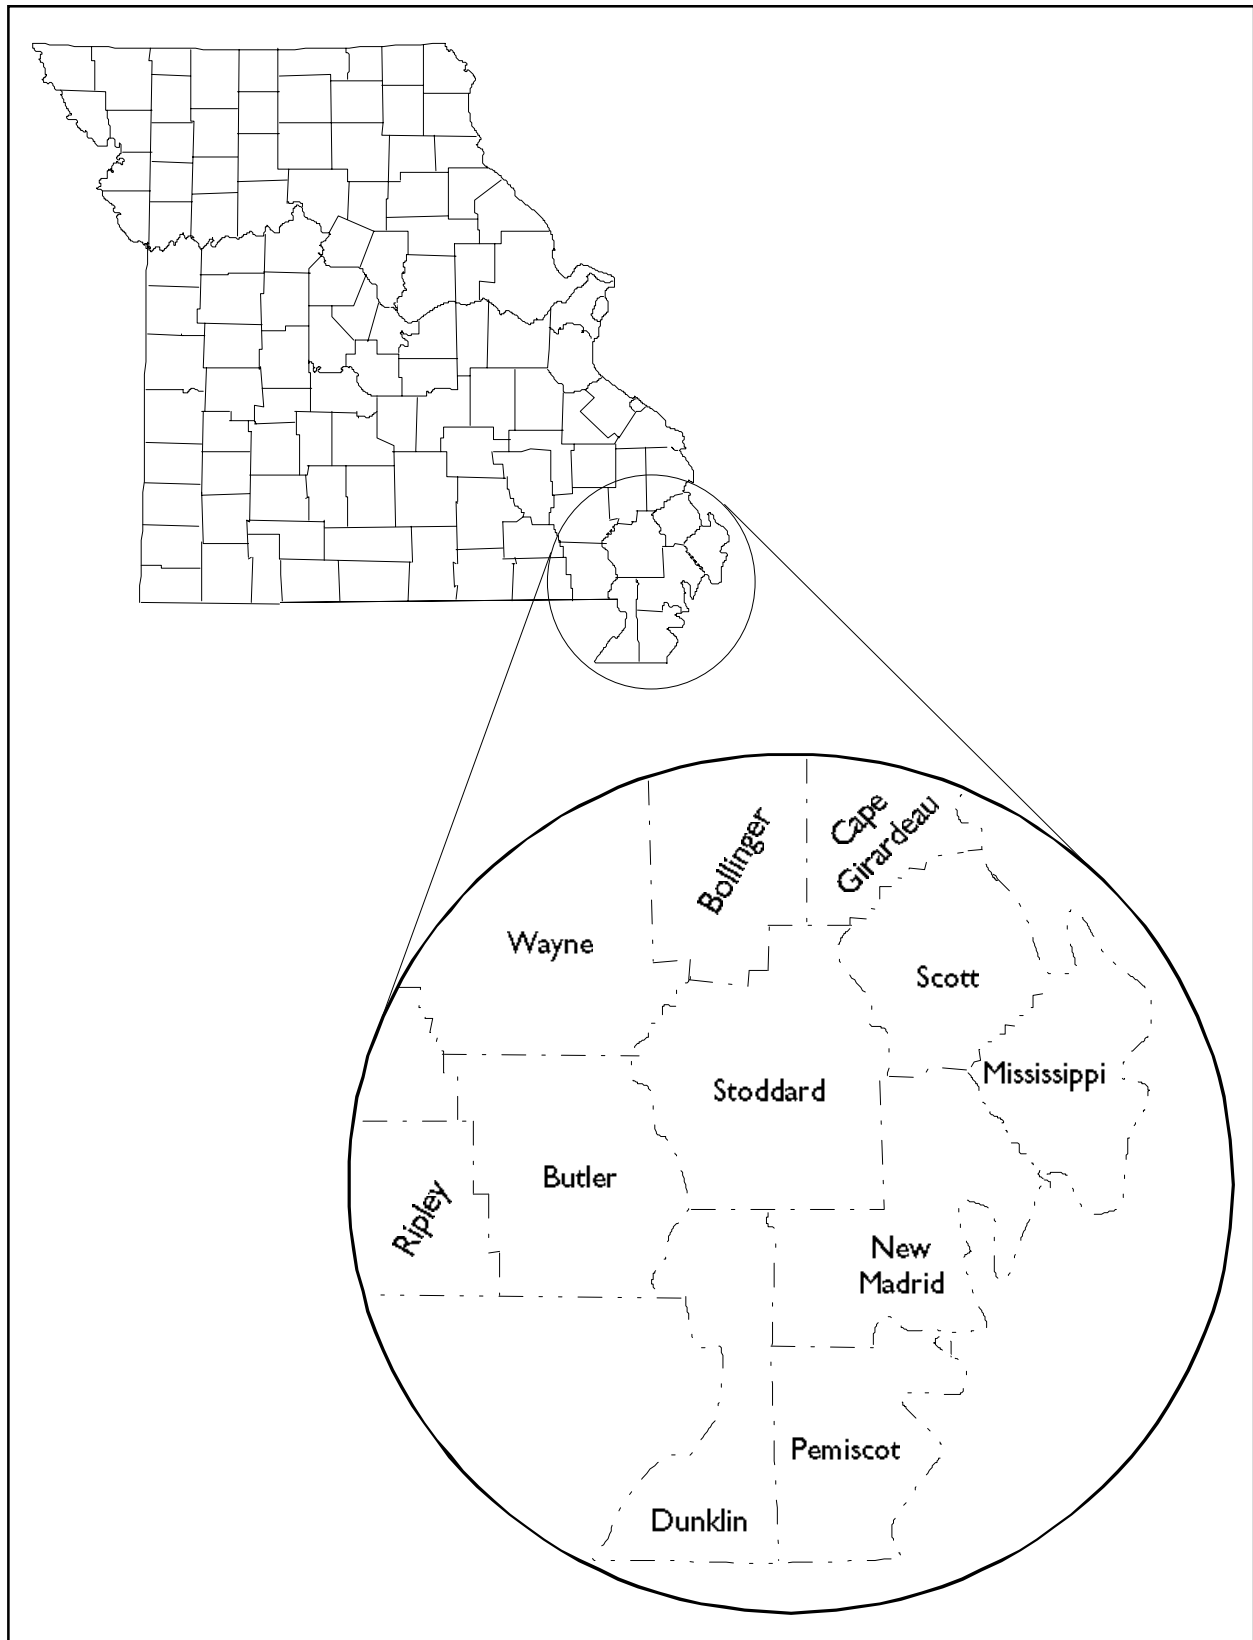 Cape
Girardeau
Bollinger
Wayne
Scott
Mississippi
Stoddard
Butler
Ripley
New
Madrid
Pemiscot
Dunklin